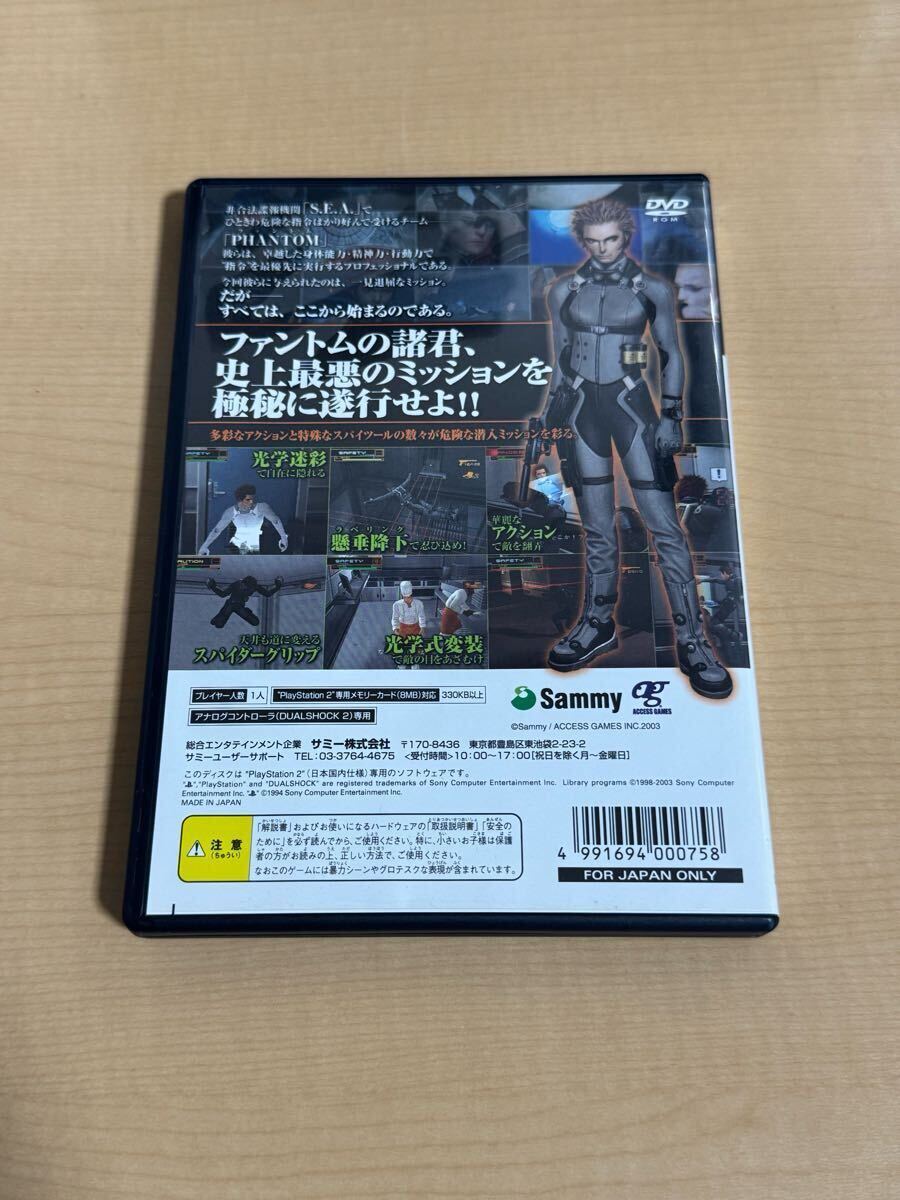 非合法諜報機関「S.E.A.」で
ひときわ危険な指令ばかり好んで受けるチーム
「PHANTOM」
彼らは、卓越した身体能力・精神力・行動力で
"指令"を最優先に実行するプロフェッショナルである。
今回彼らに与えられたのは、一見退屈なミッション。
だが――
すべては、ここから始まるのである。
DVD
ROM
ファントムの諸君、
史上最悪のミッションを
極秘に遂行せよ!!
多彩なアクションと特殊なスパイツールの数々が危険な潜入ミッションを彩る。
光学迷彩
で自在に隠れる
SAFETY
ラペリング
懸垂降下で忍び込め!
華麗な
アクション
で敵を翻弄
天井も道に変える
スパイダーグリップ
SAFETY
光学式変装
で敵の目をあざむけ
SAFETY
プレイヤー人数 1人
"PlayStation 2"専用メモリーカード(8MB)対応 330KB以上
アナログコントローラ(DUALSHOCK 2)専用
Sammy
ag
ACCESS GAMES
©Sammy / ACCESS GAMES INC.2003
総合エンタテインメント企業 サミー株式会社 〒170-8436 東京都豊島区東池袋2-23-2
サミーユーザーサポート TEL:03-3764-4675 <受付時間>10:00〜17:00[祝日を除く月〜金曜日]
このディスクは"PlayStation 2"(日本国内仕様)専用のソフトウェアです。
"PlayStation" and "DUALSHOCK" are registered trademarks of Sony Computer Entertainment Inc. Library programs ©1998-2003 Sony Computer
Entertainment Inc. ©1994 Sony Computer Entertainment Inc.
MADE IN JAPAN
注意
(ちゅうい)
「解説書」およびお使いになるハードウェアの「取扱説明書」「安全の
ために」を必ず読んでから、ご使用ください。特に、小さいお子様は保護
者の方がお読みの上、正しい方法で、ご使用ください。
なおこのゲームには暴力シーンやグロテスクな表現が含まれています。
4 991694 000758
FOR JAPAN ONLY